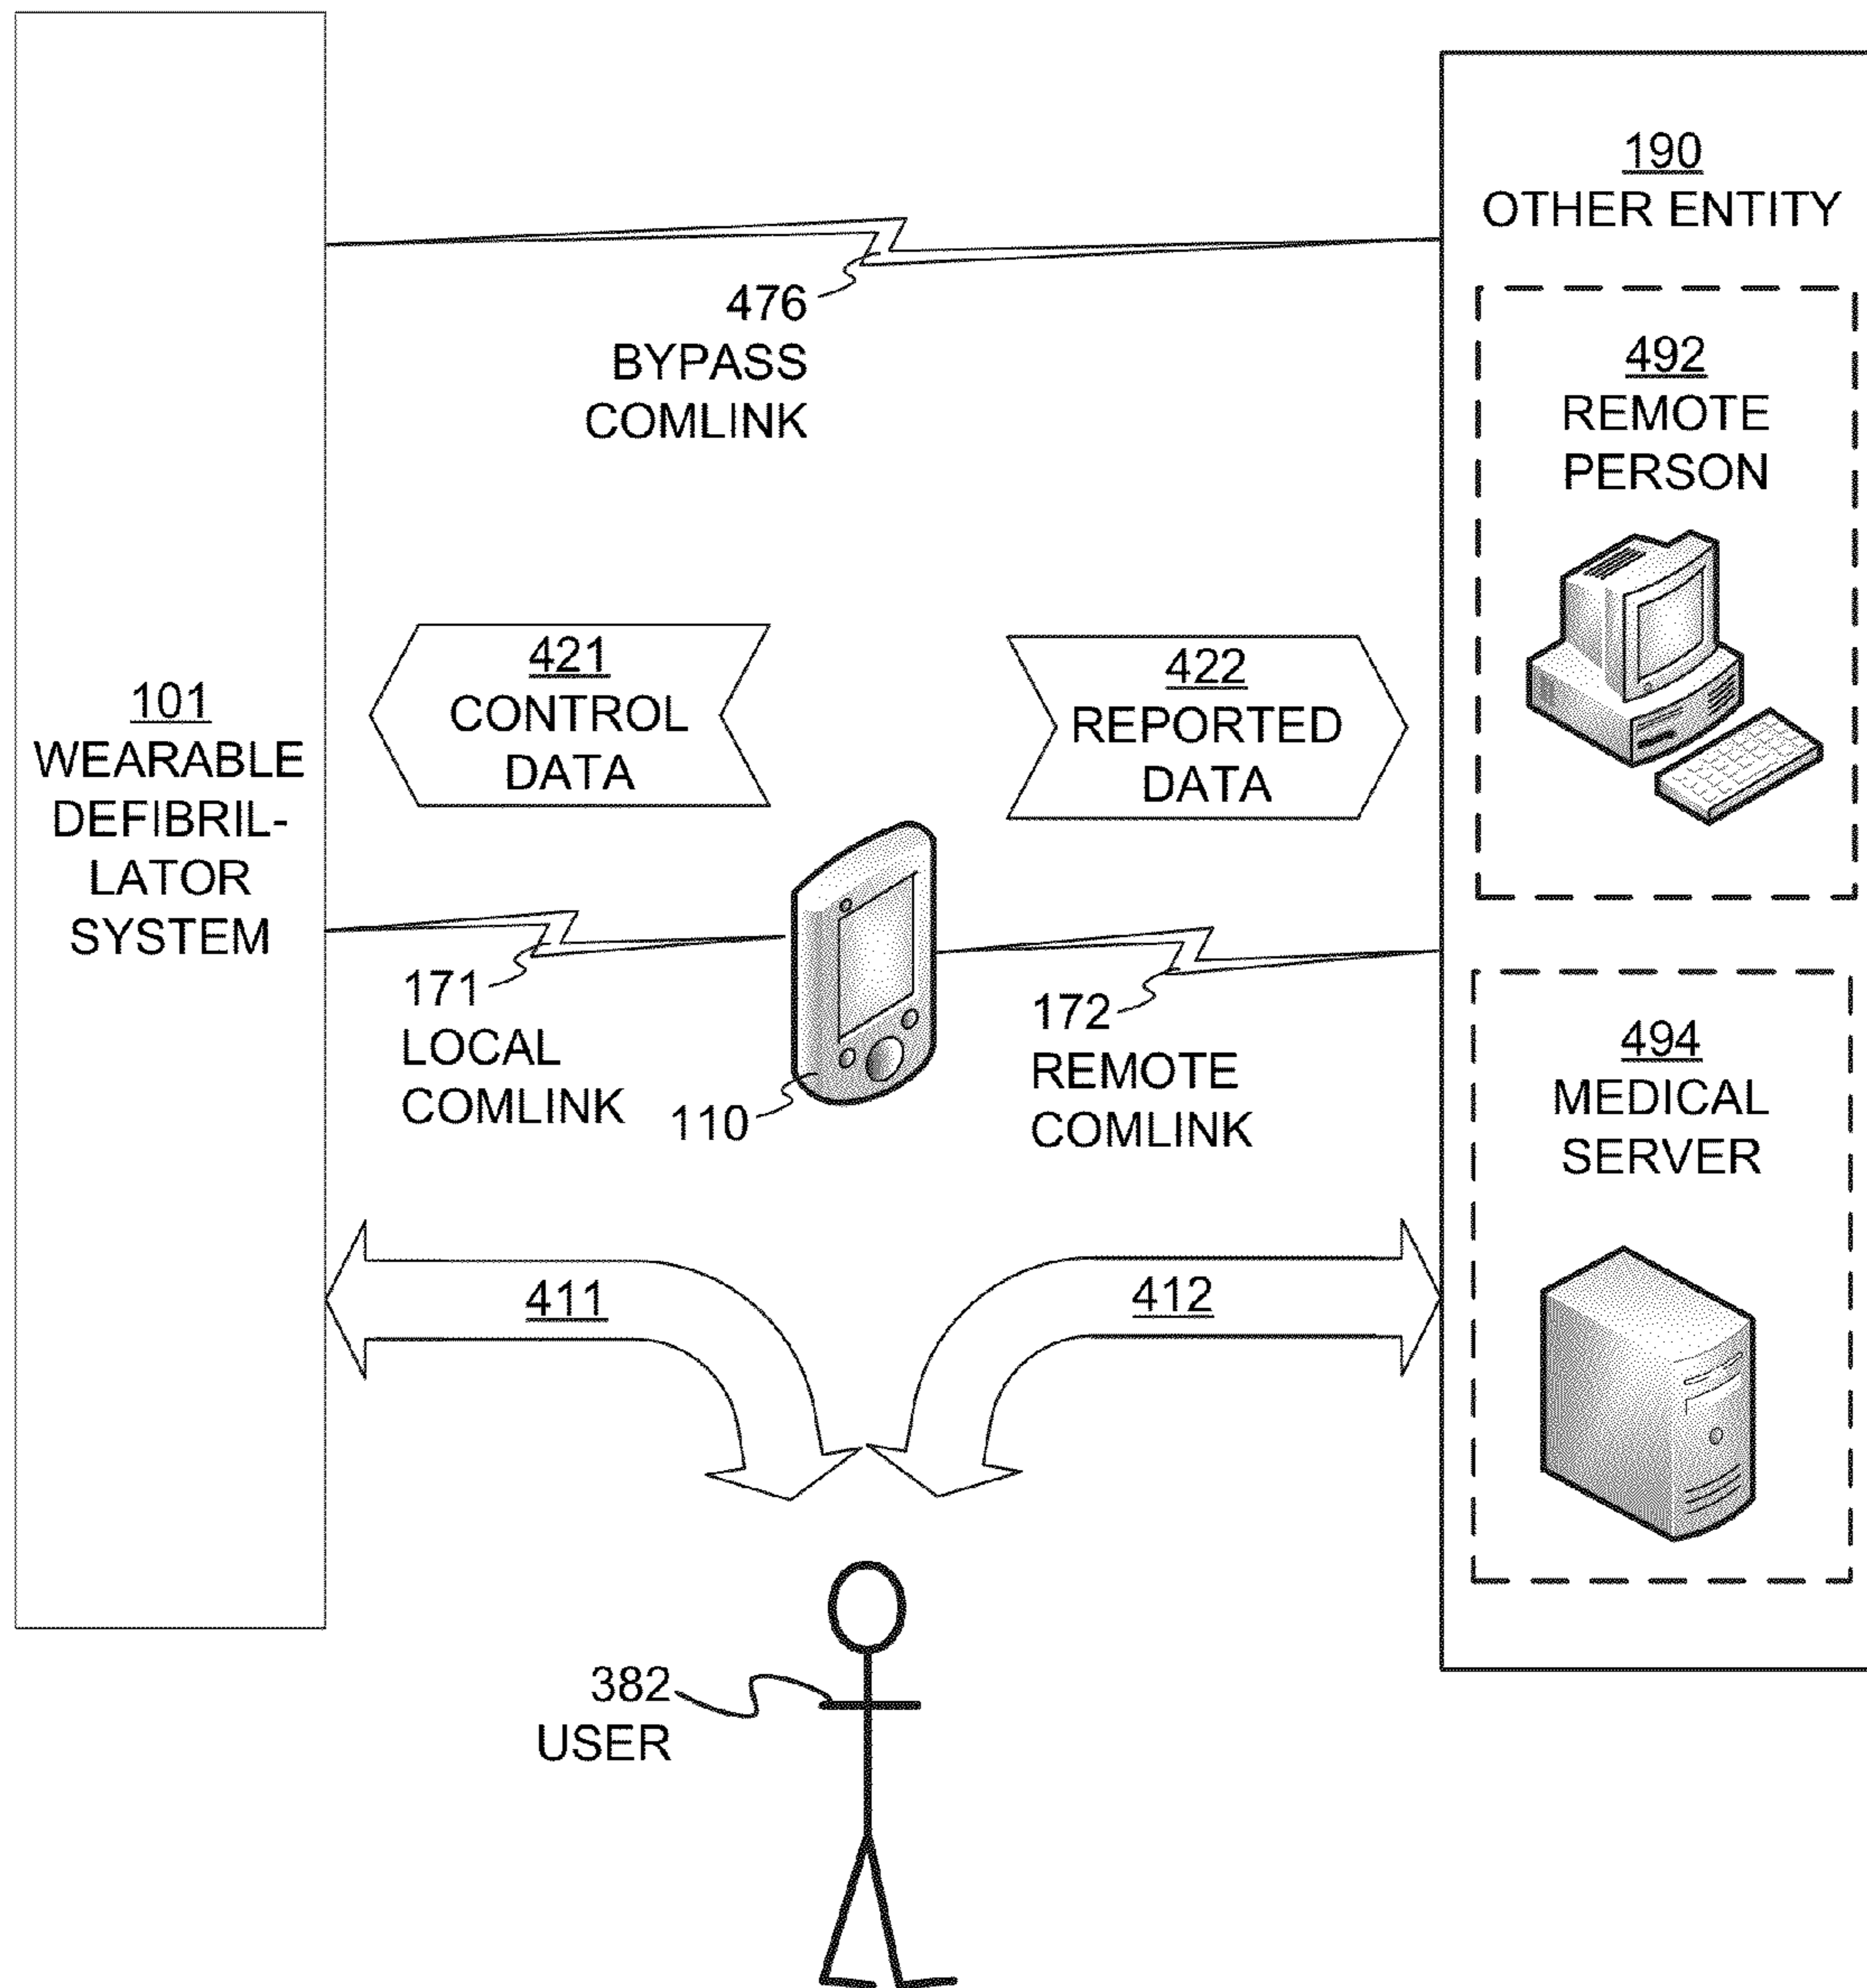 190
OTHER ENTITY
476
BYPASS
COMLINK
492
REMOTE
PERSON
101
WEARABLE
DEFIBRIL-
LATOR
SYSTEM
421
CONTROL
DATA
422
REPORTED
DATA
171
LOCAL
COMLINK
110
172
REMOTE
COMLINK
494
MEDICAL
SERVER
411
412
382
USER